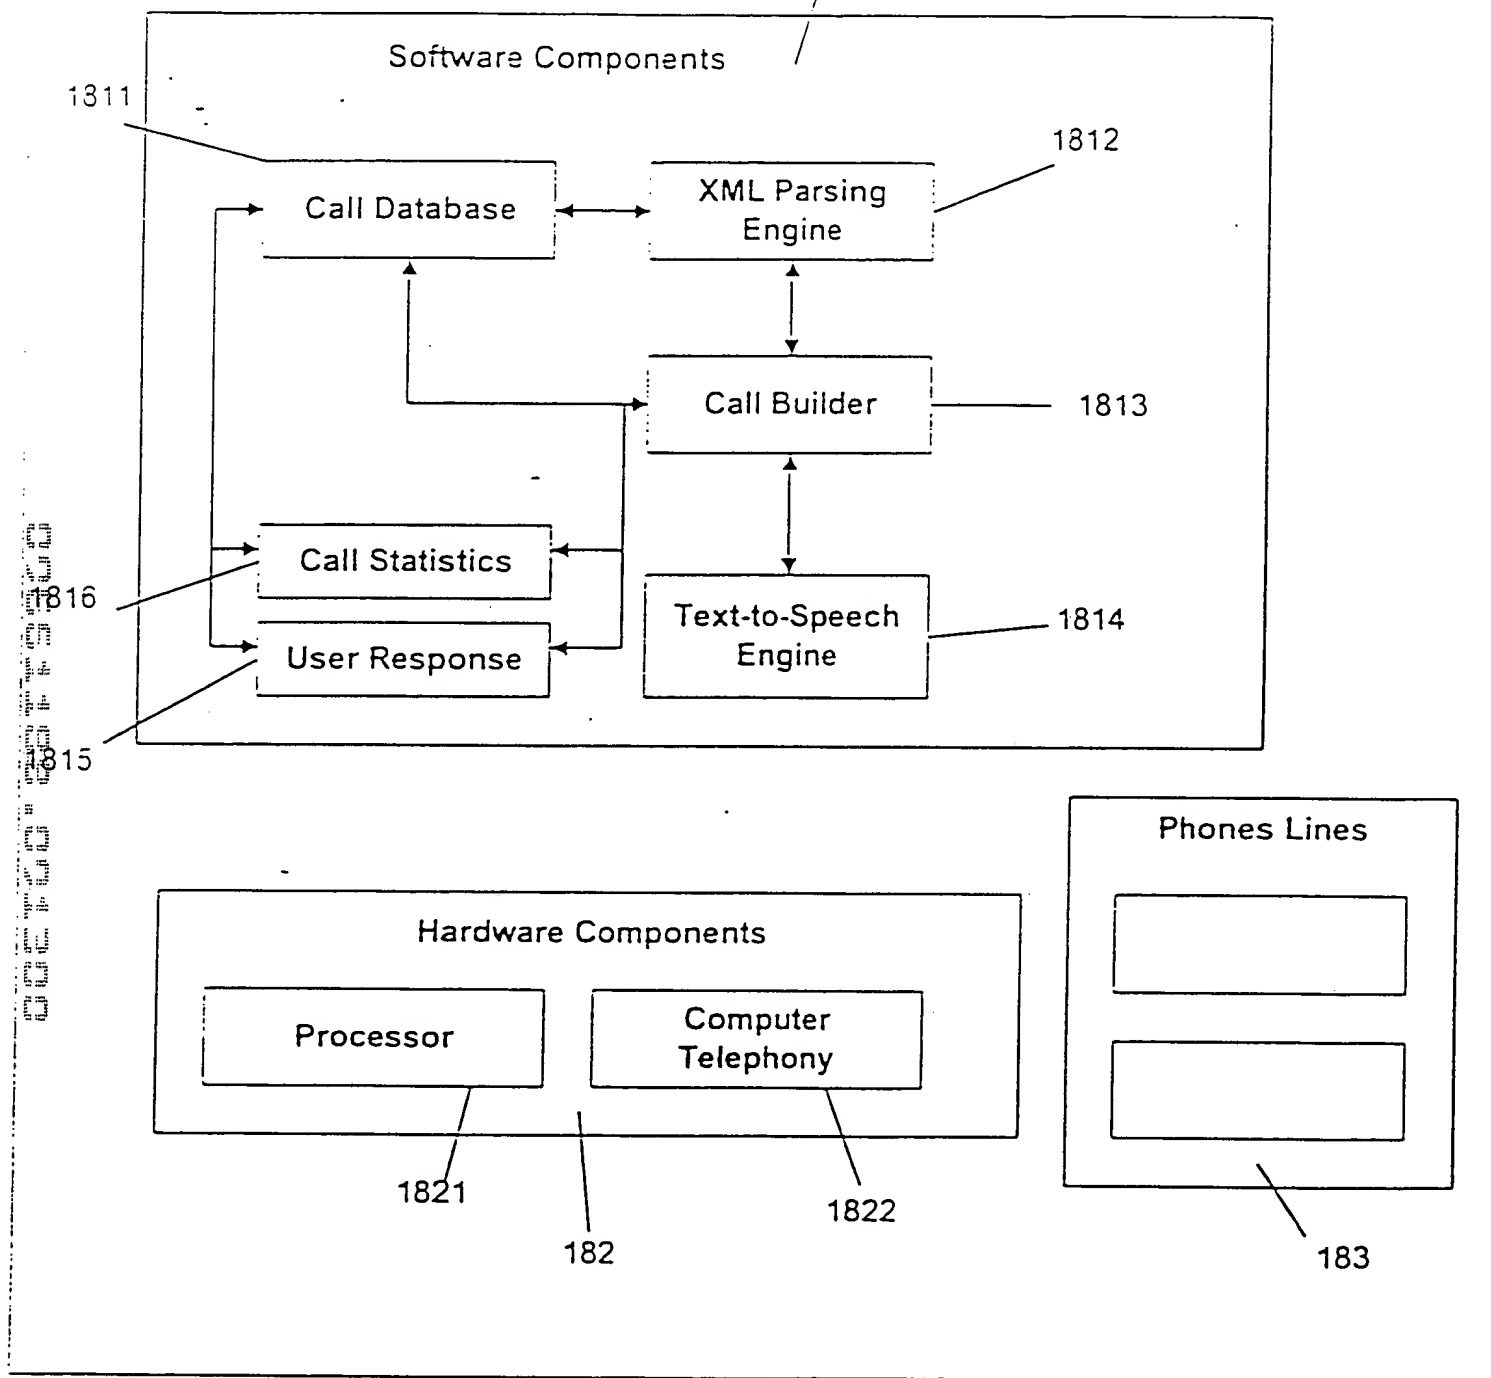 Software Components
1811
1812
Call Database
XML Parsing
Engine
Call Builder
1813
Call Statistics
1816
Text-to-Speech
Engine
1814
User Response
1815
Phones Lines
Hardware Components
Processor
Computer
Telephony
1821
1822
182
183